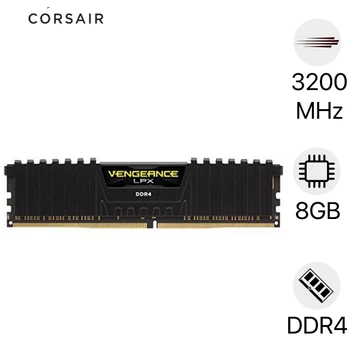 CORSAIR
3200
MHz
VENGEANCE
LPX
DDR4
8GB
DDR4